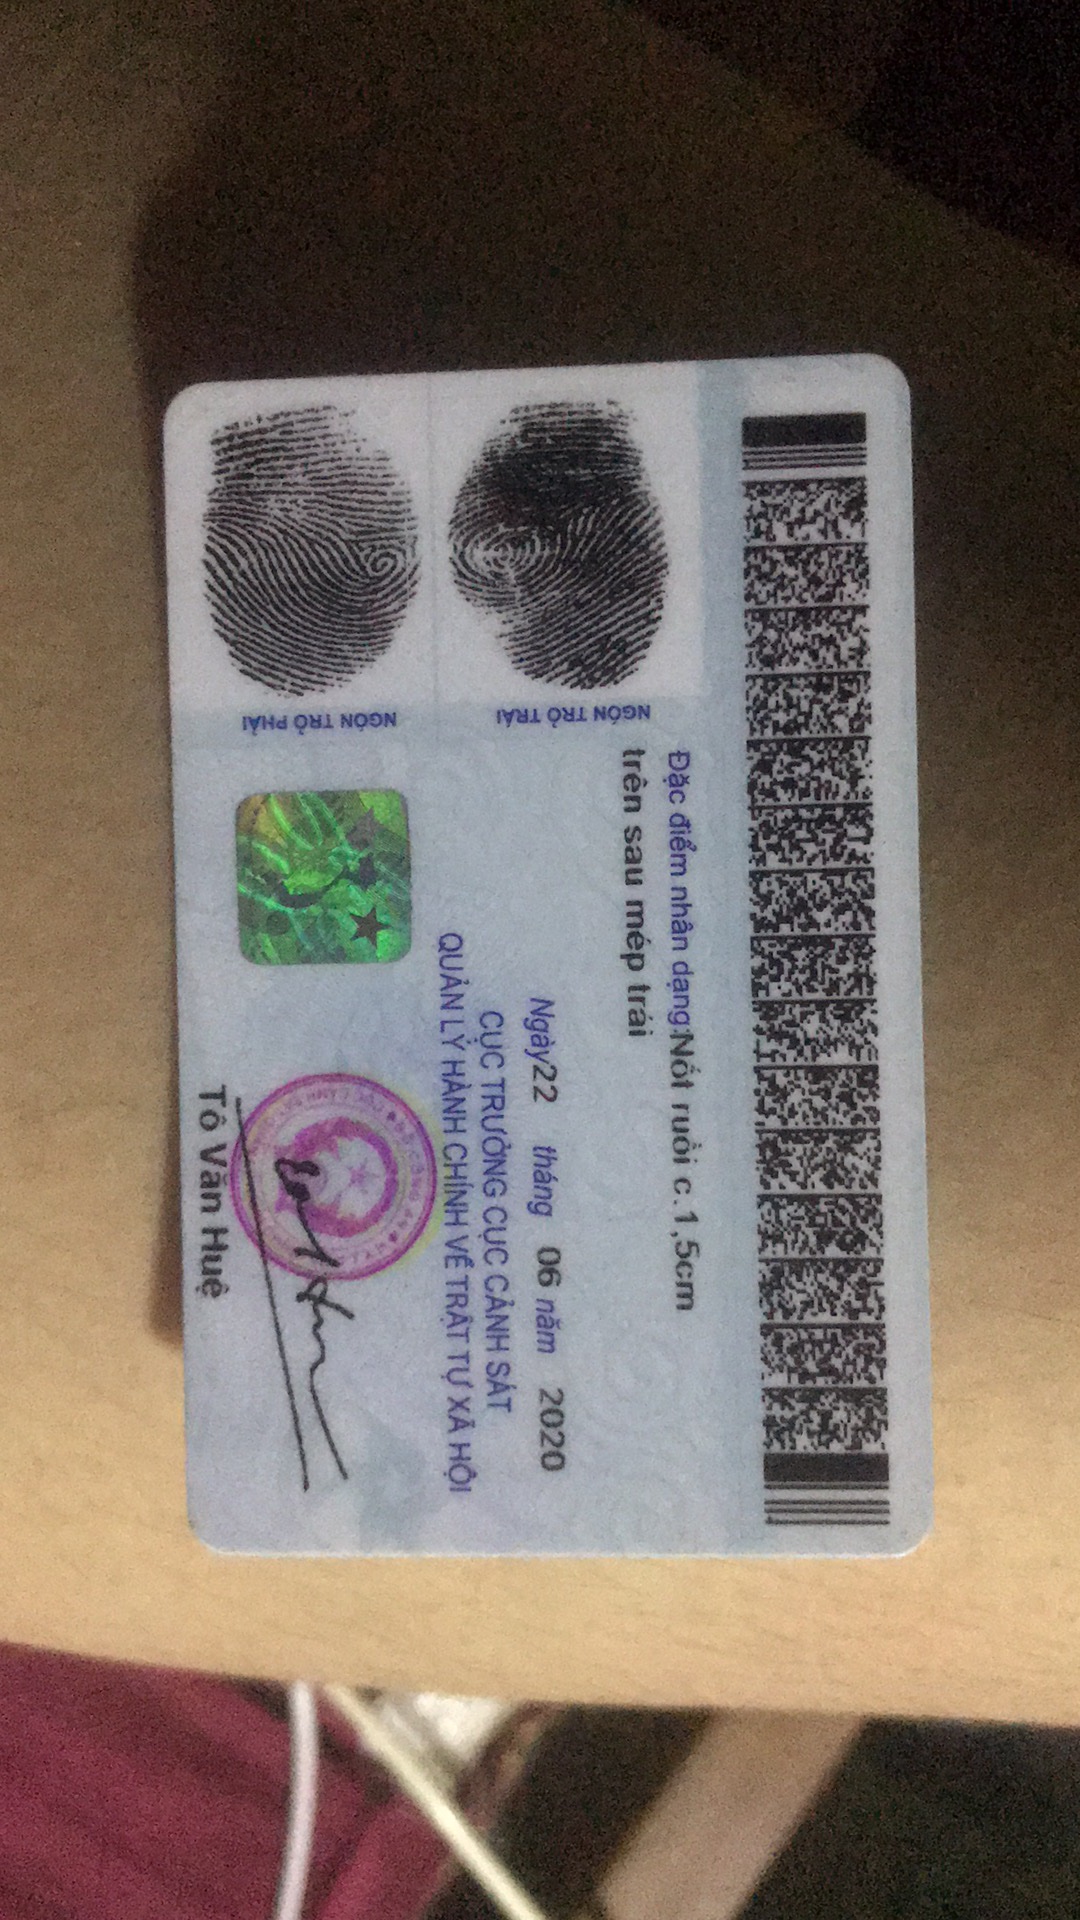 Đặc điểm nhân dạng:Nốt ruồi c.1,5cm
trên sau mép trái
NGÓN TRỎ TRÁI
NGÓN TRỎ PHẢI
Ngày22 tháng 06 năm 2020
CỤC TRƯỞNG CỤC CẢNH SÁT
QUẢN LÝ HÀNH CHÍNH VỀ TRẬT TỰ XÃ HỘI
Tô Văn Huệ